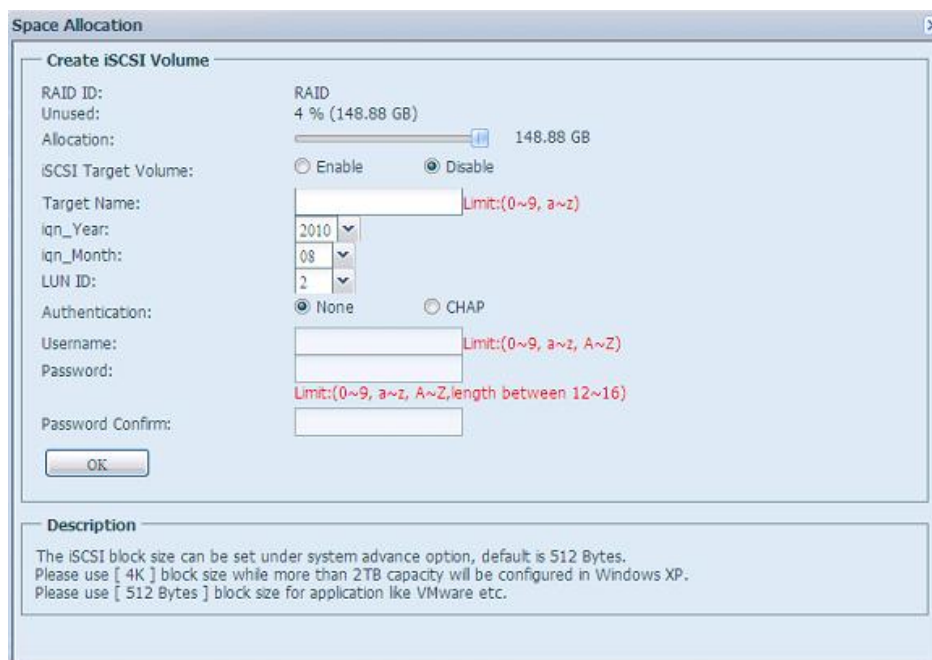 Space Allocation
Create iSCSI Volume
RAID ID: RAID
Unused: 4 % (148.88 GB)
Allocation: 148.88 GB
iSCSI Target Volume: Enable Disable
Target Name: Limit:(0~9, a~z)
iqn_Year: 2010
iqn_Month: 08
LUN ID: 2
Authentication: None CHAP
Username: Limit:(0~9, a~z, A~Z)
Password:
Limit:(0~9, a~z, A~Z,length between 12~16)
Password Confirm:
OK
Description
The iSCSI block size can be set under system advance option, default is 512 Bytes.
Please use [ 4K ] block size while more than 2TB capacity will be configured in Windows XP.
Please use [ 512 Bytes ] block size for application like VMware etc.